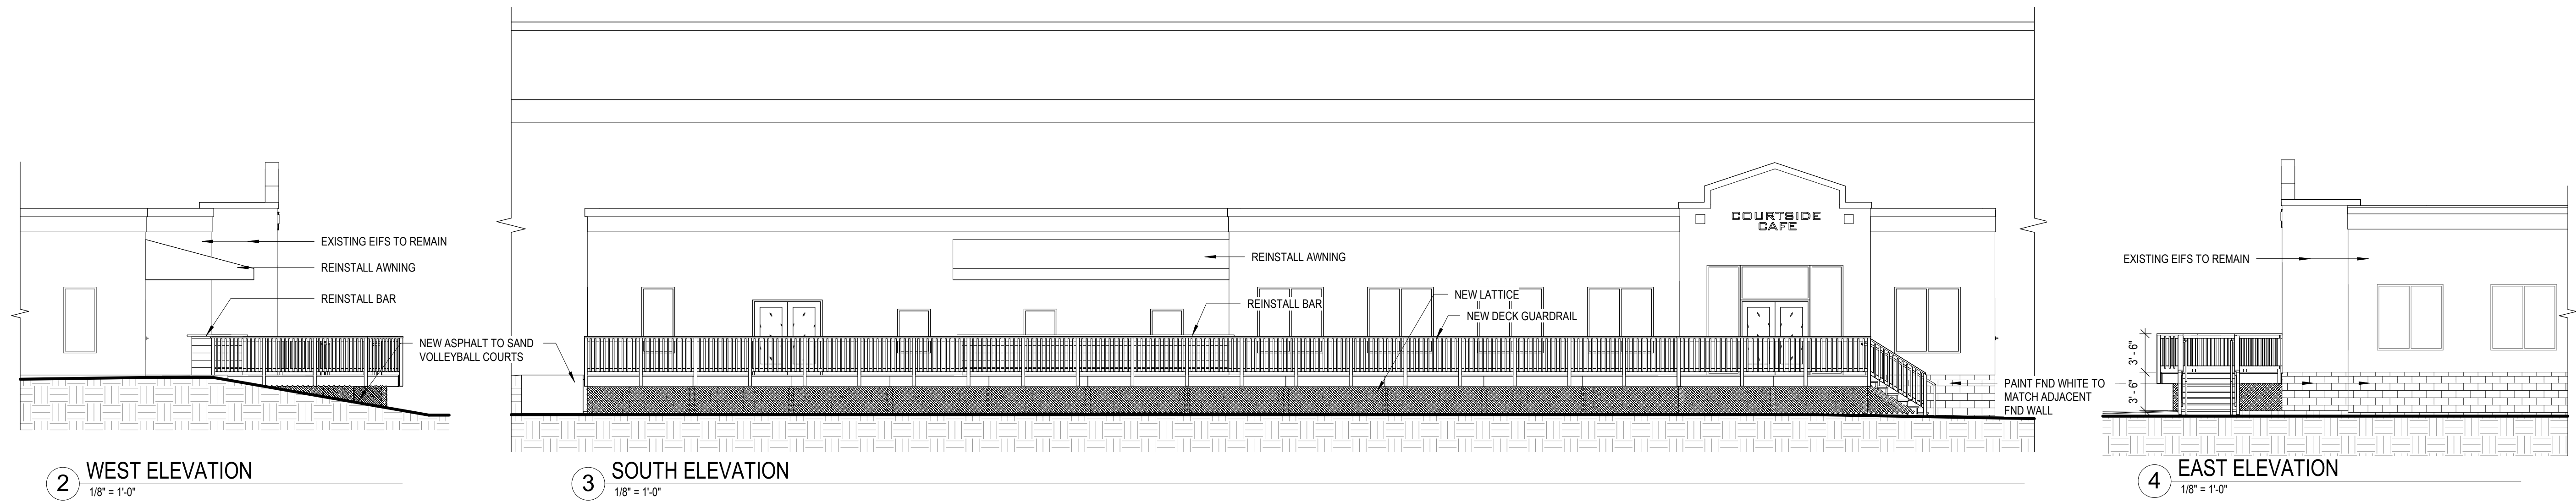 EXISTING EIFS TO REMAIN
REINSTALL AWNING
REINSTALL BAR
NEW ASPHALT TO SAND
VOLLEYBALL COURTS
2
WEST ELEVATION
1/8" = 1'-0"
COURTSIDE
CAFE
REINSTALL AWNING
REINSTALL BAR
NEW LATTICE
NEW DECK GUARDRAIL
PAINT FND WHITE TO
MATCH ADJACENT
FND WALL
3
SOUTH ELEVATION
1/8" = 1'-0"
EXISTING EIFS TO REMAIN
3' - 6"
3' - 6"
4
EAST ELEVATION
1/8" = 1'-0"